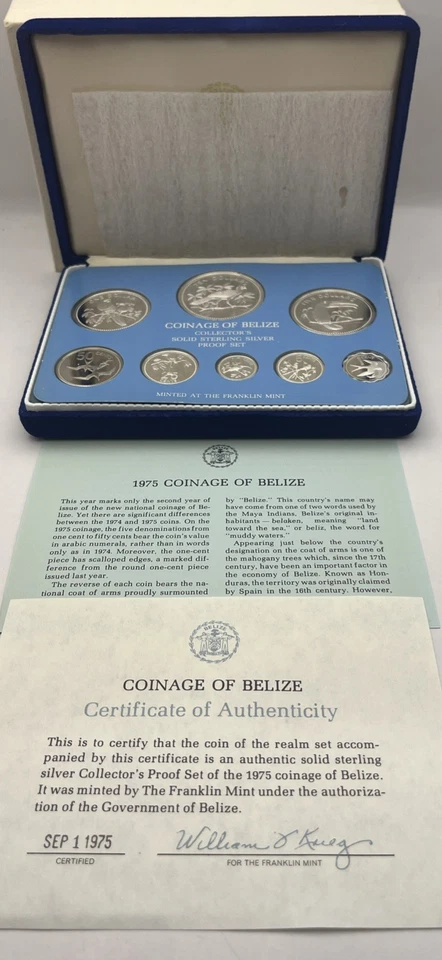 COINAGE OF BELIZE
COLLECTOR'S
SOLID STERLING SILVER
PROOF SET
50
MINTED AT THE FRANKLIN MINT
1975 COINAGE OF BELIZE
This year marks only the second year of
issue of the new national coinage of Be-
lize. Yet there are significant differences
between the 1974 and 1975 coins. On the
1975 coinage, the five denominations from
one cent to fifty cents bear the coin's value
in arabic numerals, rather than in words
only as in 1974. Moreover, the one-cent
piece has scalloped edges, a marked dif-
ference from the round one-cent piece
issued last year.
The reverse of each coin bears the na-
tional coat of arms proudly surmounted
by "Belize." This country's name may
have come from one of two words used by
the Maya Indians, Belize's original in-
habitants — belaken, meaning "land
toward the sea," or beliz, the word for
"muddy waters."
Appearing just below the country's
designation on the coat of arms is one of
the mahogany trees which, since the 17th
century, have been an important factor in
the economy of Belize. Known as Hon-
duras, the territory was originally claimed
by Spain in the 16th century. However,
BELIZE
COINAGE OF BELIZE
Certificate of Authenticity
This is to certify that the coin of the realm set accom-
panied by this certificate is an authentic solid sterling
silver Collector's Proof Set of the 1975 coinage of Belize.
It was minted by The Franklin Mint under the authoriza-
tion of the Government of Belize.
SEP 1 1975
William T Krieg
CERTIFIED
FOR THE FRANKLIN MINT